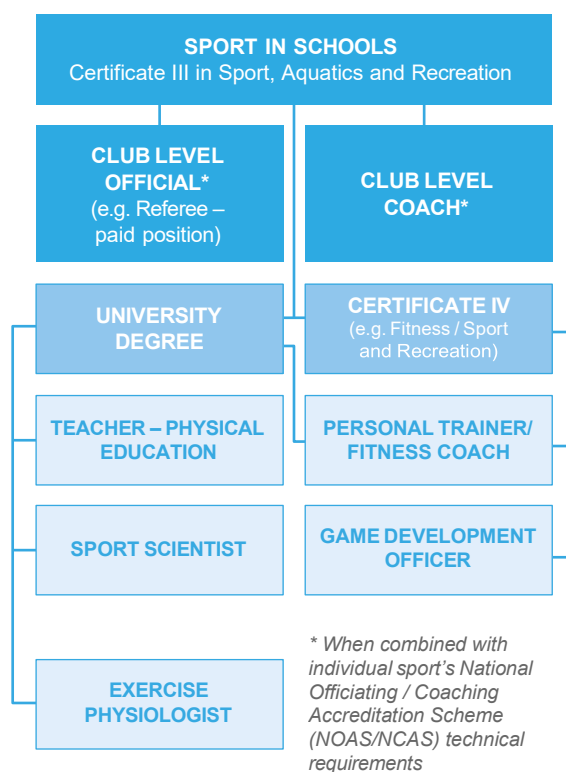 SPORT IN SCHOOLS
Certificate III in Sport, Aquatics and Recreation
CLUB LEVEL
OFFICIAL*
(e.g. Referee –
paid position)
CLUB LEVEL
COACH*
UNIVERSITY
DEGREE
CERTIFICATE IV
(e.g. Fitness / Sport
and Recreation)
TEACHER – PHYSICAL
EDUCATION
PERSONAL TRAINER/
FITNESS COACH
SPORT SCIENTIST
GAME DEVELOPMENT
OFFICER
EXERCISE
PHYSIOLOGIST
* When combined with
individual sport's National
Officiating / Coaching
Accreditation Scheme
(NOAS/NCAS) technical
requirements